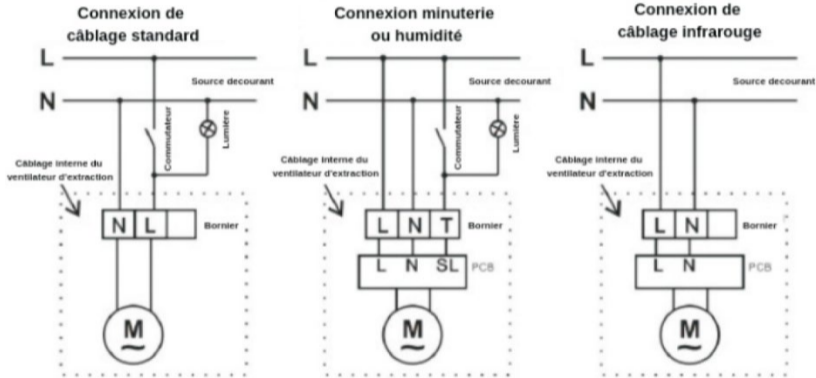 Connexion de
câblage standard
L
Source decourant
N
Commutateur
Lumière
Câblage interne du
ventilateur d'extraction
N L
Bornier
M
~
Connexion minuterie
ou humidité
L
Source decourant
N
Commutateur
Lumière
Câblage interne du
ventilateur d'extraction
L N T
Bornier
L N SL
PCB
M
~
Connexion de
câblage infrarouge
L
Source decourant
N
Câblage interne du
ventilateur d'extraction
L N
Bornier
L N
PCB
M
~